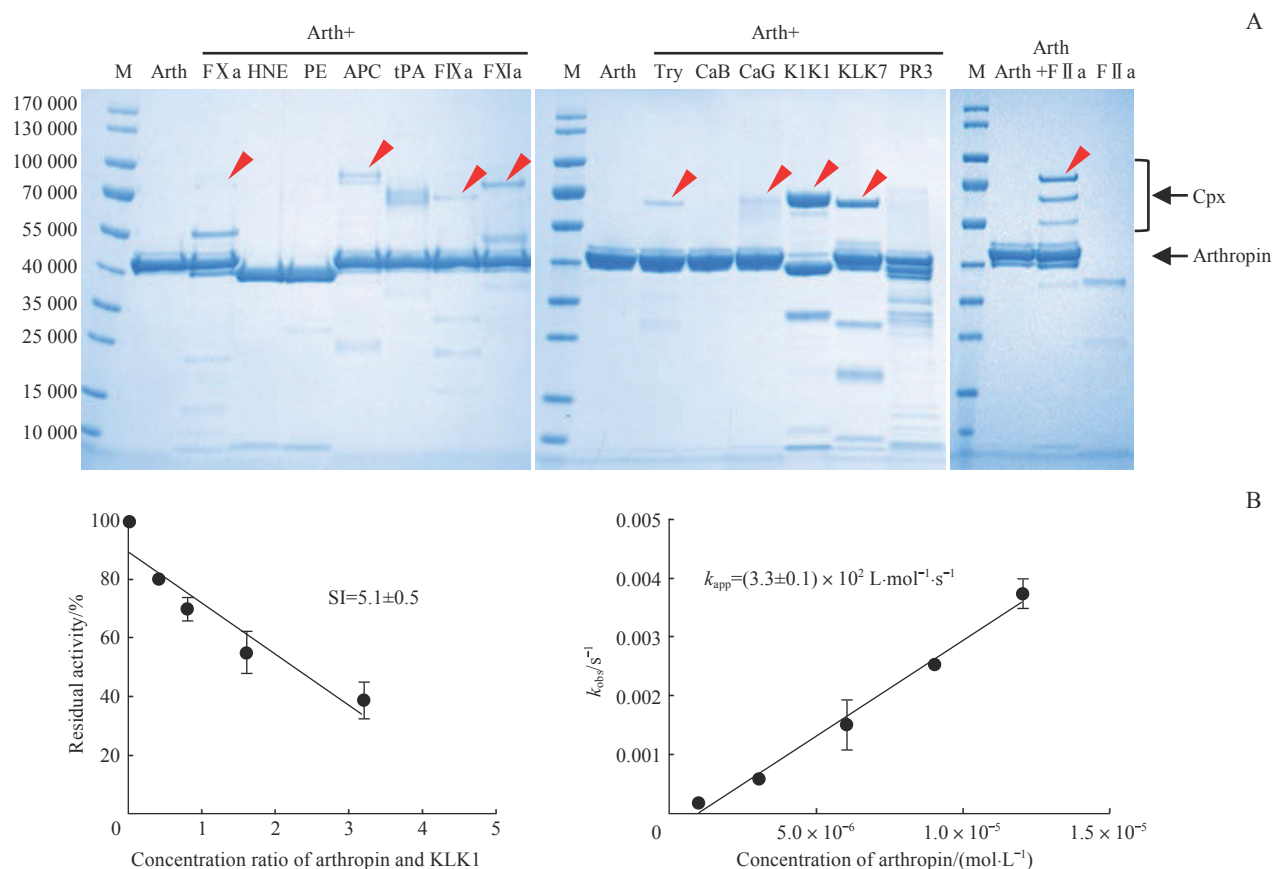 A
Arth+
M Arth FⅩa HNE PE APC tPA FⅨa FⅪa
Arth+
M Arth Try CaB CaG K1K1 KLK7 PR3
Arth
M Arth +FⅡa FⅡa
170 000
130 000
100 000
70 000
55 000
40 000
35 000
25 000
15 000
10 000
Cpx
Arthropin
B
Residual activity/%
100
80
60
40
20
0 1 2 3 4 5
SI=5.1±0.5
Concentration ratio of arthropin and KLK1
kobs/s⁻¹
0.005
0.004
0.003
0.002
0.001
0 5.0 × 10⁻⁶ 1.0 × 10⁻⁵ 1.5 × 10⁻⁵
kapp=(3.3±0.1) × 10² L·mol⁻¹·s⁻¹
Concentration of arthropin/(mol·L⁻¹)